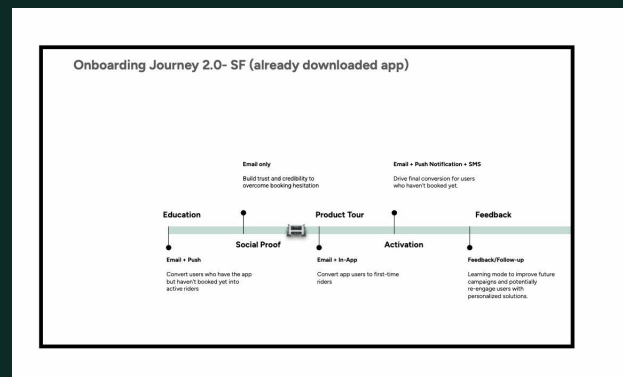 Onboarding Journey 2.0- SF (already downloaded app)
Email only
Build trust and credibility to
overcome booking hesitation
Email + Push Notification + SMS
Drive final conversion for users
who haven't booked yet.
Education
Product Tour
Feedback
Social Proof
Activation
Email + Push
Convert users who have the app
but haven't booked yet into
active riders
Email + In-App
Convert app users to first-time
riders
Feedback/Follow-up
Learning mode to improve future
campaigns and potentially
re-engage users with
personalized solutions.